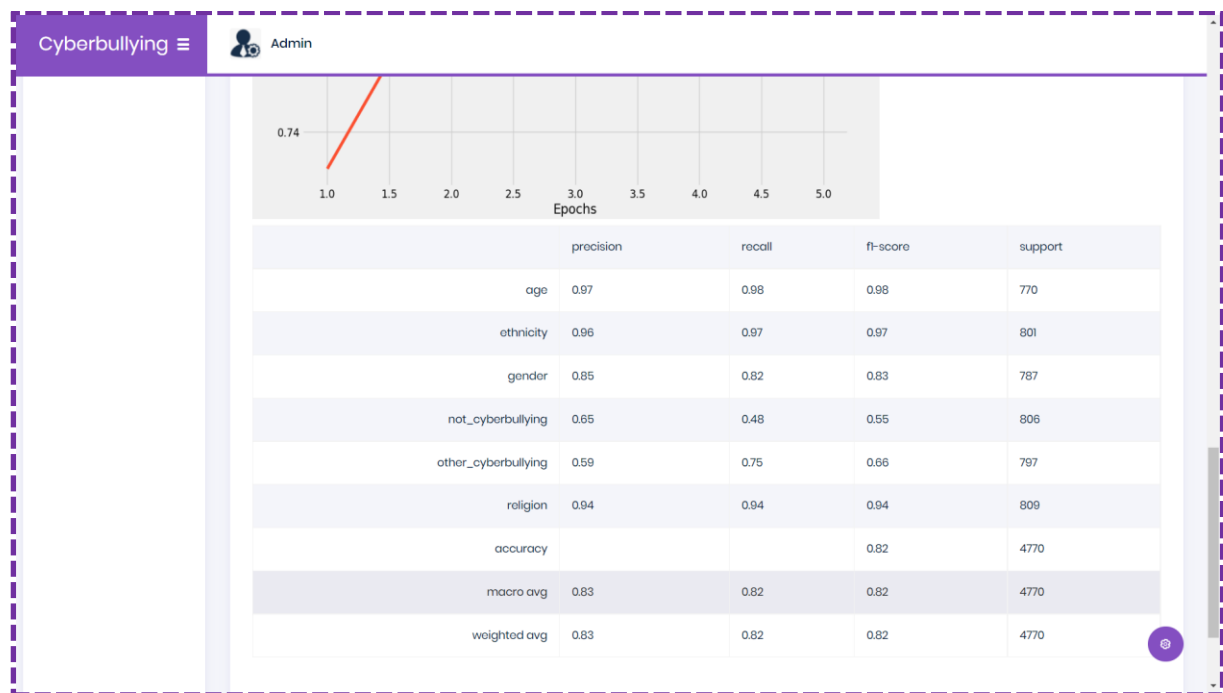 Cyberbullying
Admin
0.74
1.0 1.5 2.0 2.5 3.0 3.5 4.0 4.5 5.0
Epochs
precision recall f1-score support
age 0.97 0.98 0.98 770
ethnicity 0.96 0.97 0.97 801
gender 0.85 0.82 0.83 787
not_cyberbullying 0.65 0.48 0.55 806
other_cyberbullying 0.59 0.75 0.66 797
religion 0.94 0.94 0.94 809
accuracy 0.82 4770
macro avg 0.83 0.82 0.82 4770
weighted avg 0.83 0.82 0.82 4770